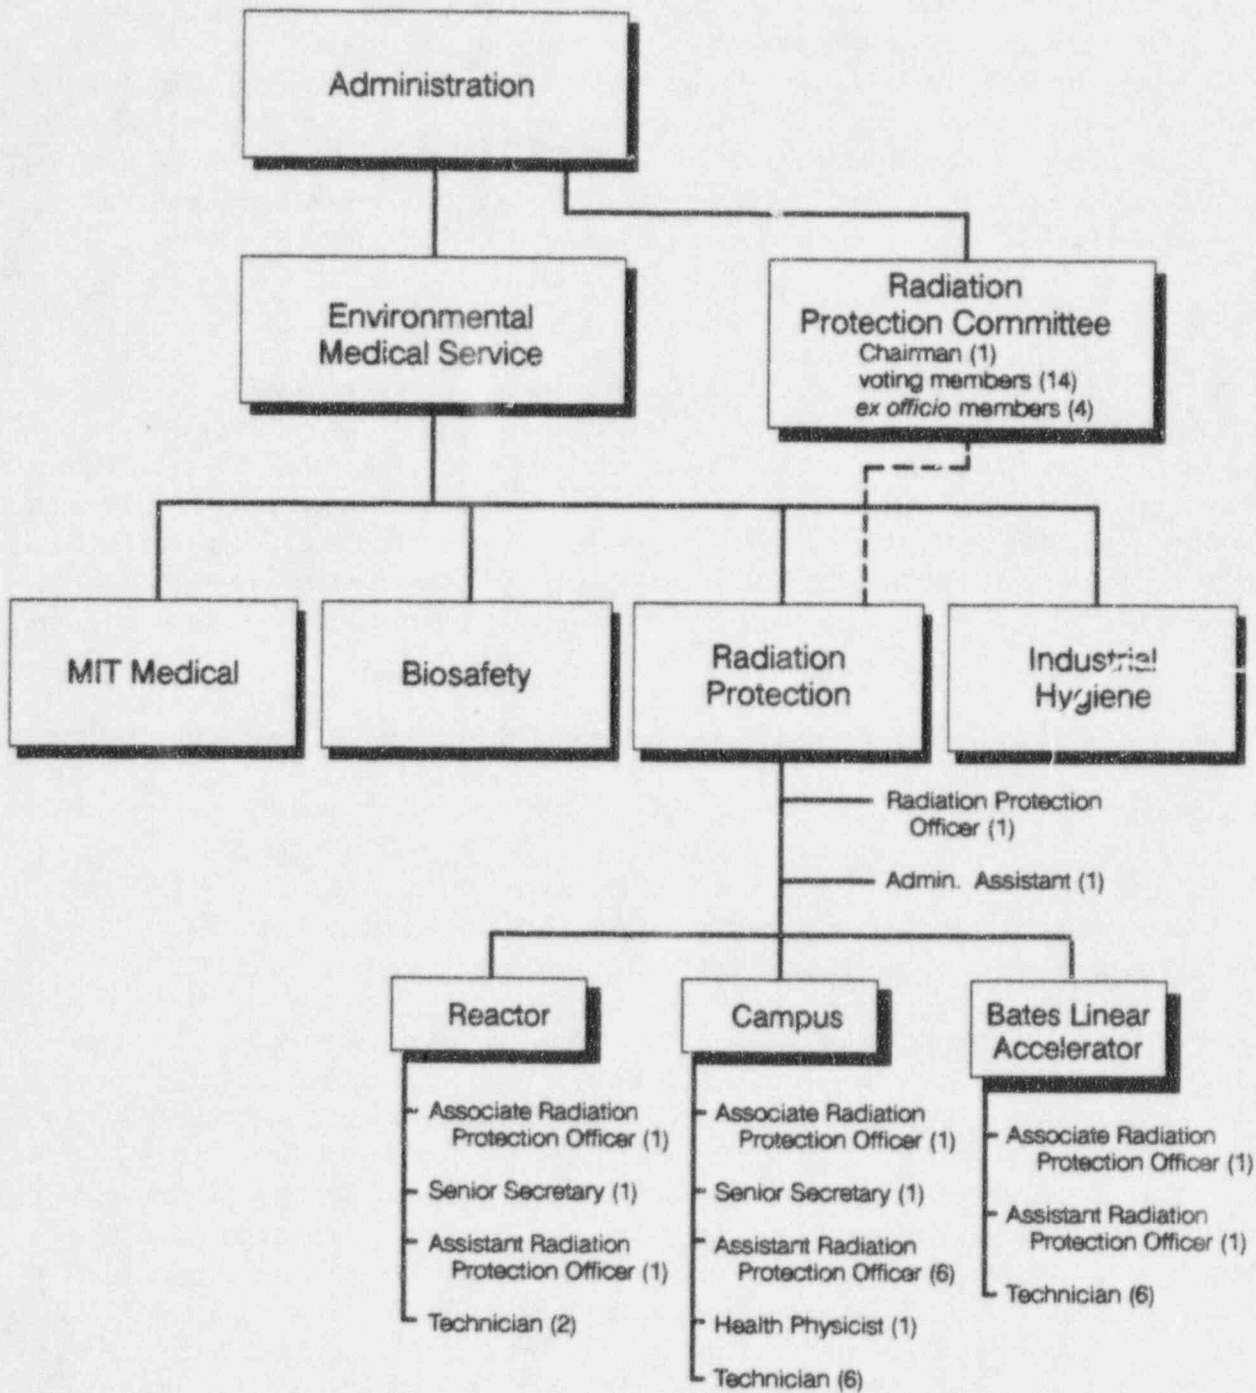 Administration
Environmental
Medical Service
Radiation
Protection Committee
Chairman (1)
voting members (14)
ex officio members (4)
MIT Medical
Biosafety
Radiation
Protection
Industrial
Hygiene
Radiation Protection
Officer (1)
Admin. Assistant (1)
Reactor
Associate Radiation
Protection Officer (1)
Senior Secretary (1)
Assistant Radiation
Protection Officer (1)
Technician (2)
Campus
Associate Radiation
Protection Officer (1)
Senior Secretary (1)
Assistant Radiation
Protection Officer (6)
Health Physicist (1)
Technician (6)
Bates Linear
Accelerator
Associate Radiation
Protection Officer (1)
Assistant Radiation
Protection Officer (1)
Technician (6)